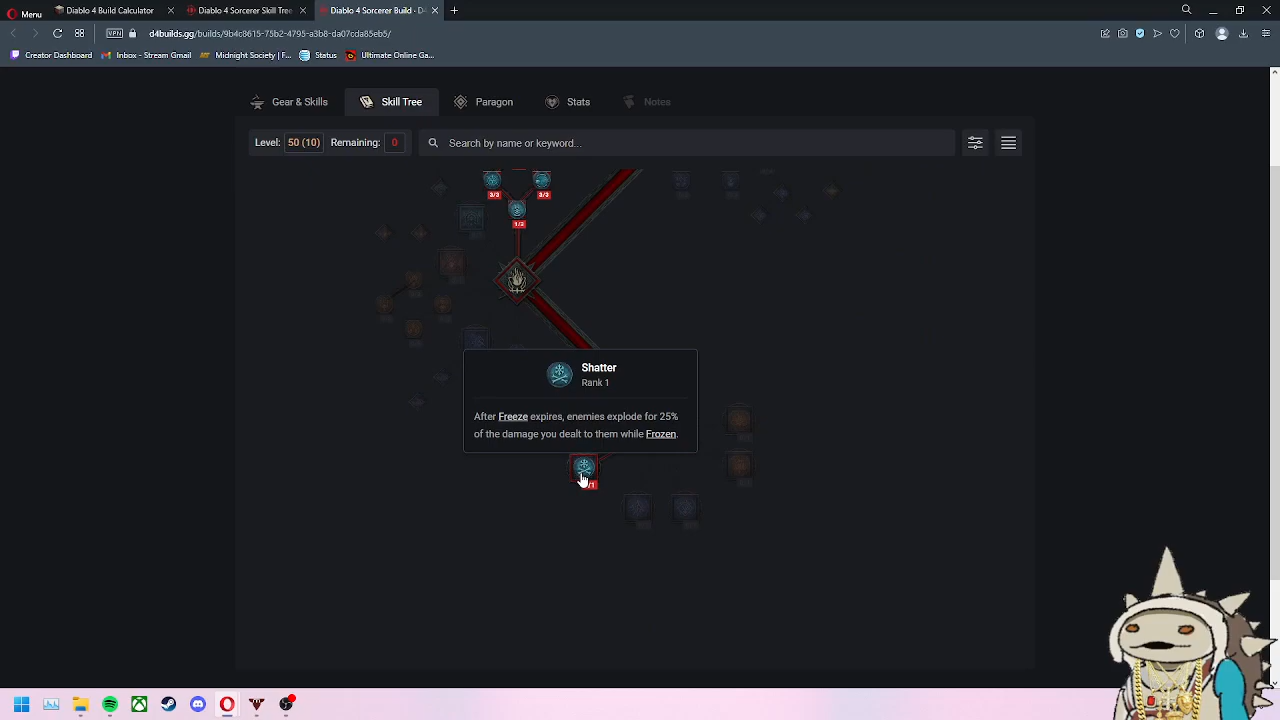 Menu
Diablo 4 Build Calculator
Diablo 4 Sorcerer Skill Tree
Diablo 4 Sorcerer Build - D4
VPN
d4builds.gg/builds/9b4c8615-75b2-4795-a3b8-da07cda85eb5/
Creator Dashboard
Inbox - Stream Gmail
Midnight Society | F...
Status
Ultimate Online Ga...
Gear & Skills
Skill Tree
Paragon
Stats
Notes
Level: 50 (10) Remaining: 0
Search by name or keyword...
3/3
3/3
1/3
Shatter
Rank 1
After Freeze expires, enemies explode for 25%
of the damage you dealt to them while Frozen.